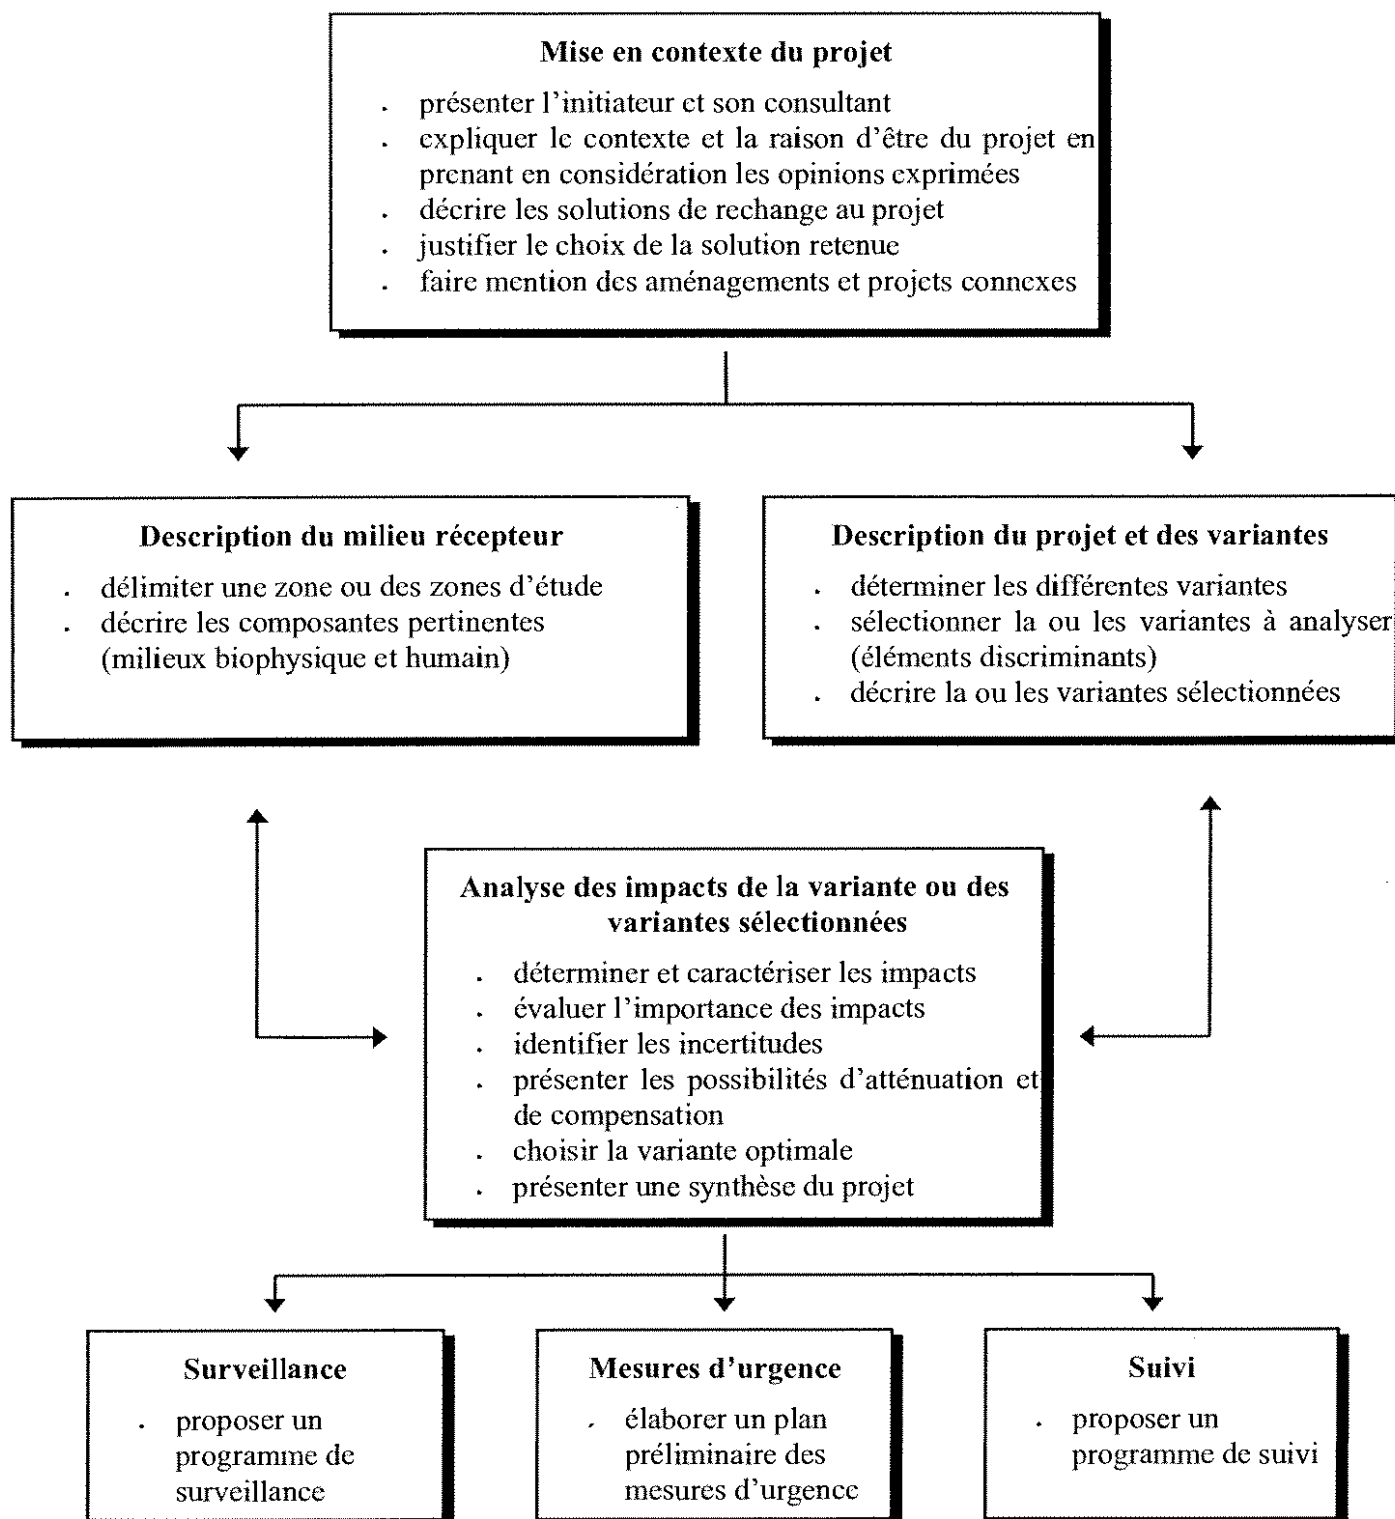 Mise en contexte du projet
. présenter l'initiateur et son consultant
. expliquer le contexte et la raison d'être du projet en
prenant en considération les opinions exprimées
. décrire les solutions de rechange au projet
. justifier le choix de la solution retenue
. faire mention des aménagements et projets connexes
Description du milieu récepteur
. délimiter une zone ou des zones d'étude
. décrire les composantes pertinentes
(milieux biophysique et humain)
Description du projet et des variantes
. déterminer les différentes variantes
. sélectionner la ou les variantes à analyser
(éléments discriminants)
. décrire la ou les variantes sélectionnées
Analyse des impacts de la variante ou des
variantes sélectionnées
. déterminer et caractériser les impacts
. évaluer l'importance des impacts
. identifier les incertitudes
. présenter les possibilités d'atténuation et
de compensation
. choisir la variante optimale
. présenter une synthèse du projet
Surveillance
. proposer un
programme de
surveillance
Mesures d'urgence
. élaborer un plan
préliminaire des
mesures d'urgence
Suivi
. proposer un
programme de suivi